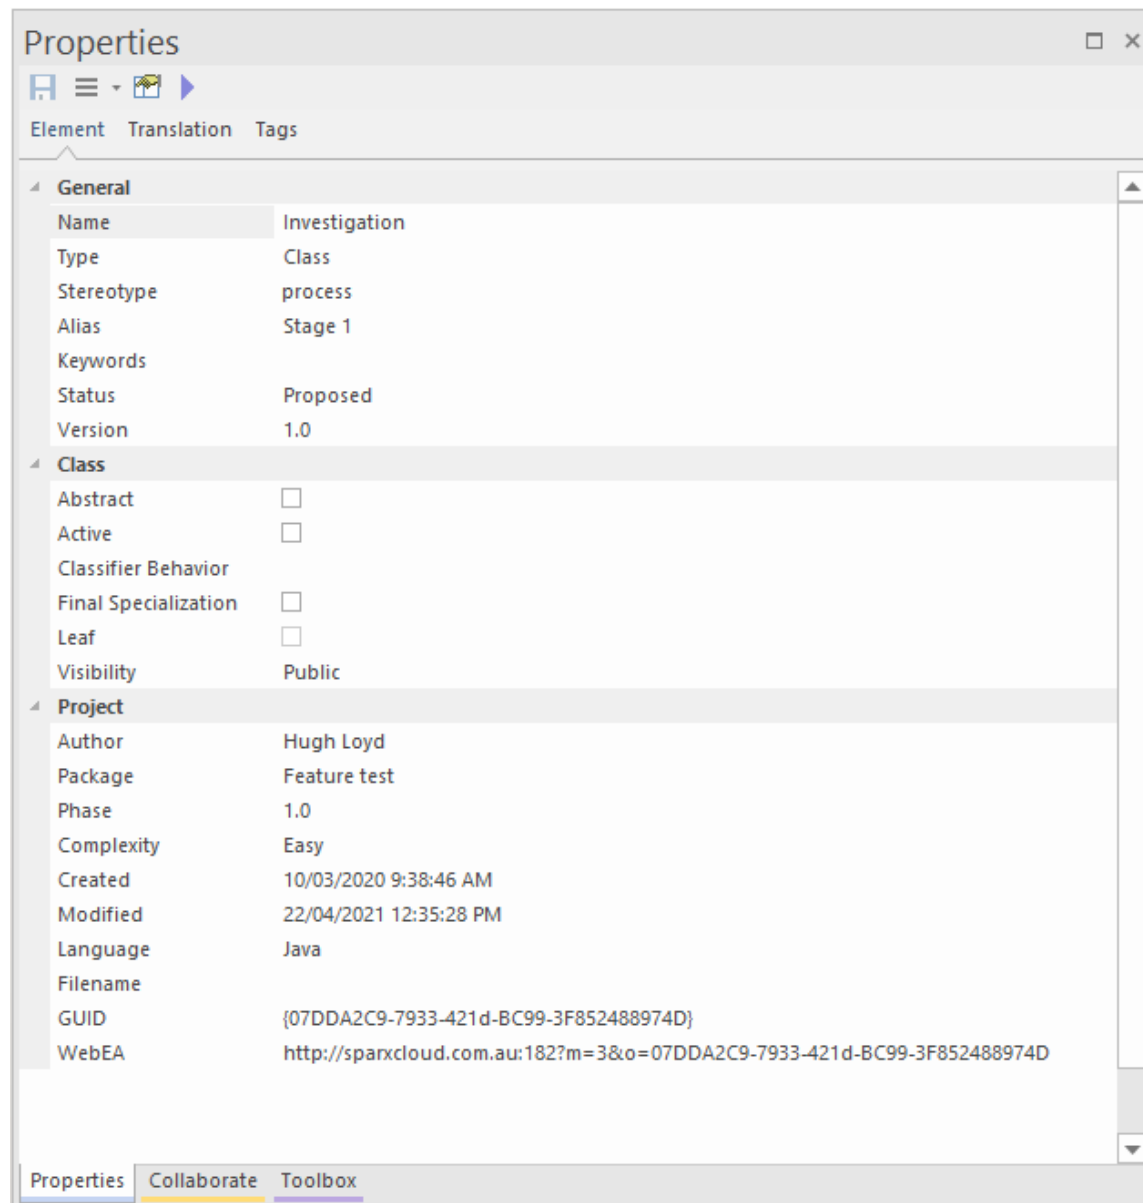 Properties
Element Translation Tags
General
Name Investigation
Type Class
Stereotype process
Alias Stage 1
Keywords
Status Proposed
Version 1.0
Class
Abstract
Active
Classifier Behavior
Final Specialization
Leaf
Visibility Public
Project
Author Hugh Loyd
Package Feature test
Phase 1.0
Complexity Easy
Created 10/03/2020 9:38:46 AM
Modified 22/04/2021 12:35:28 PM
Language Java
Filename
GUID {07DDA2C9-7933-421d-BC99-3F852488974D}
WebEA http://sparxcloud.com.au:182?m=3&o=07DDA2C9-7933-421d-BC99-3F852488974D
Properties Collaborate Toolbox